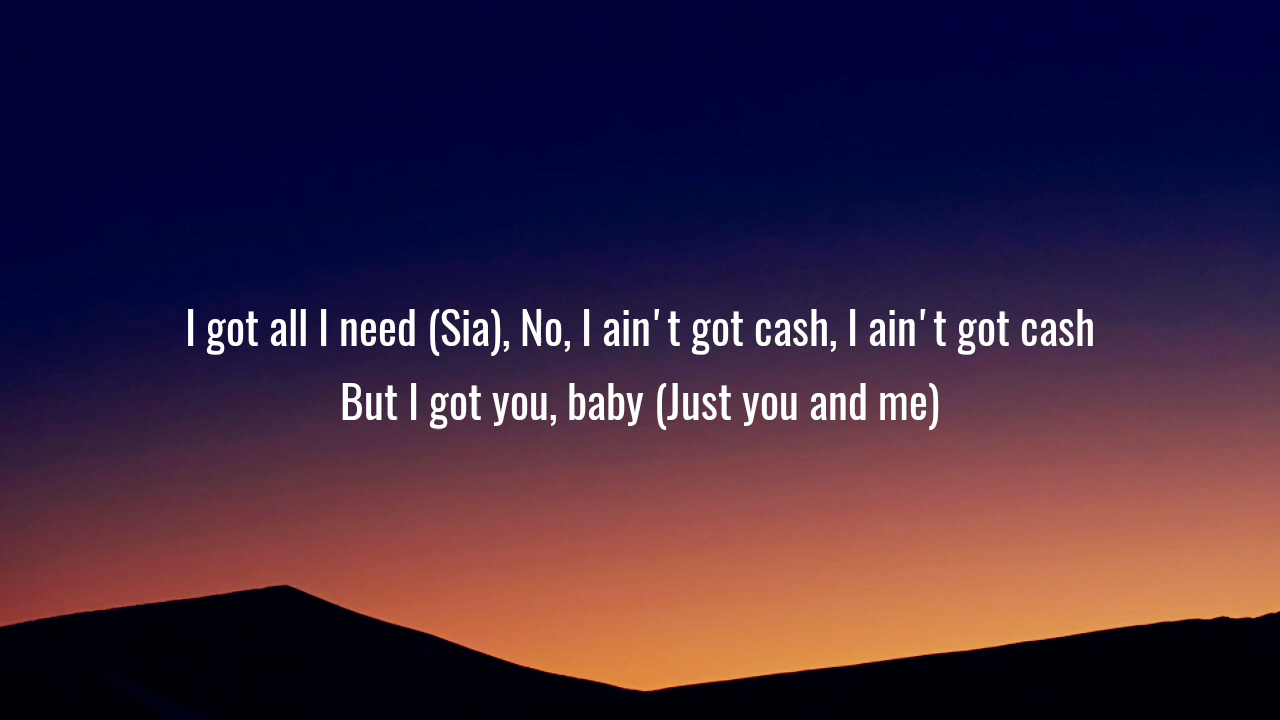 I got all I need (Sia), No, I ain't got cash, I ain't got cash
But I got you, baby (Just you and me)